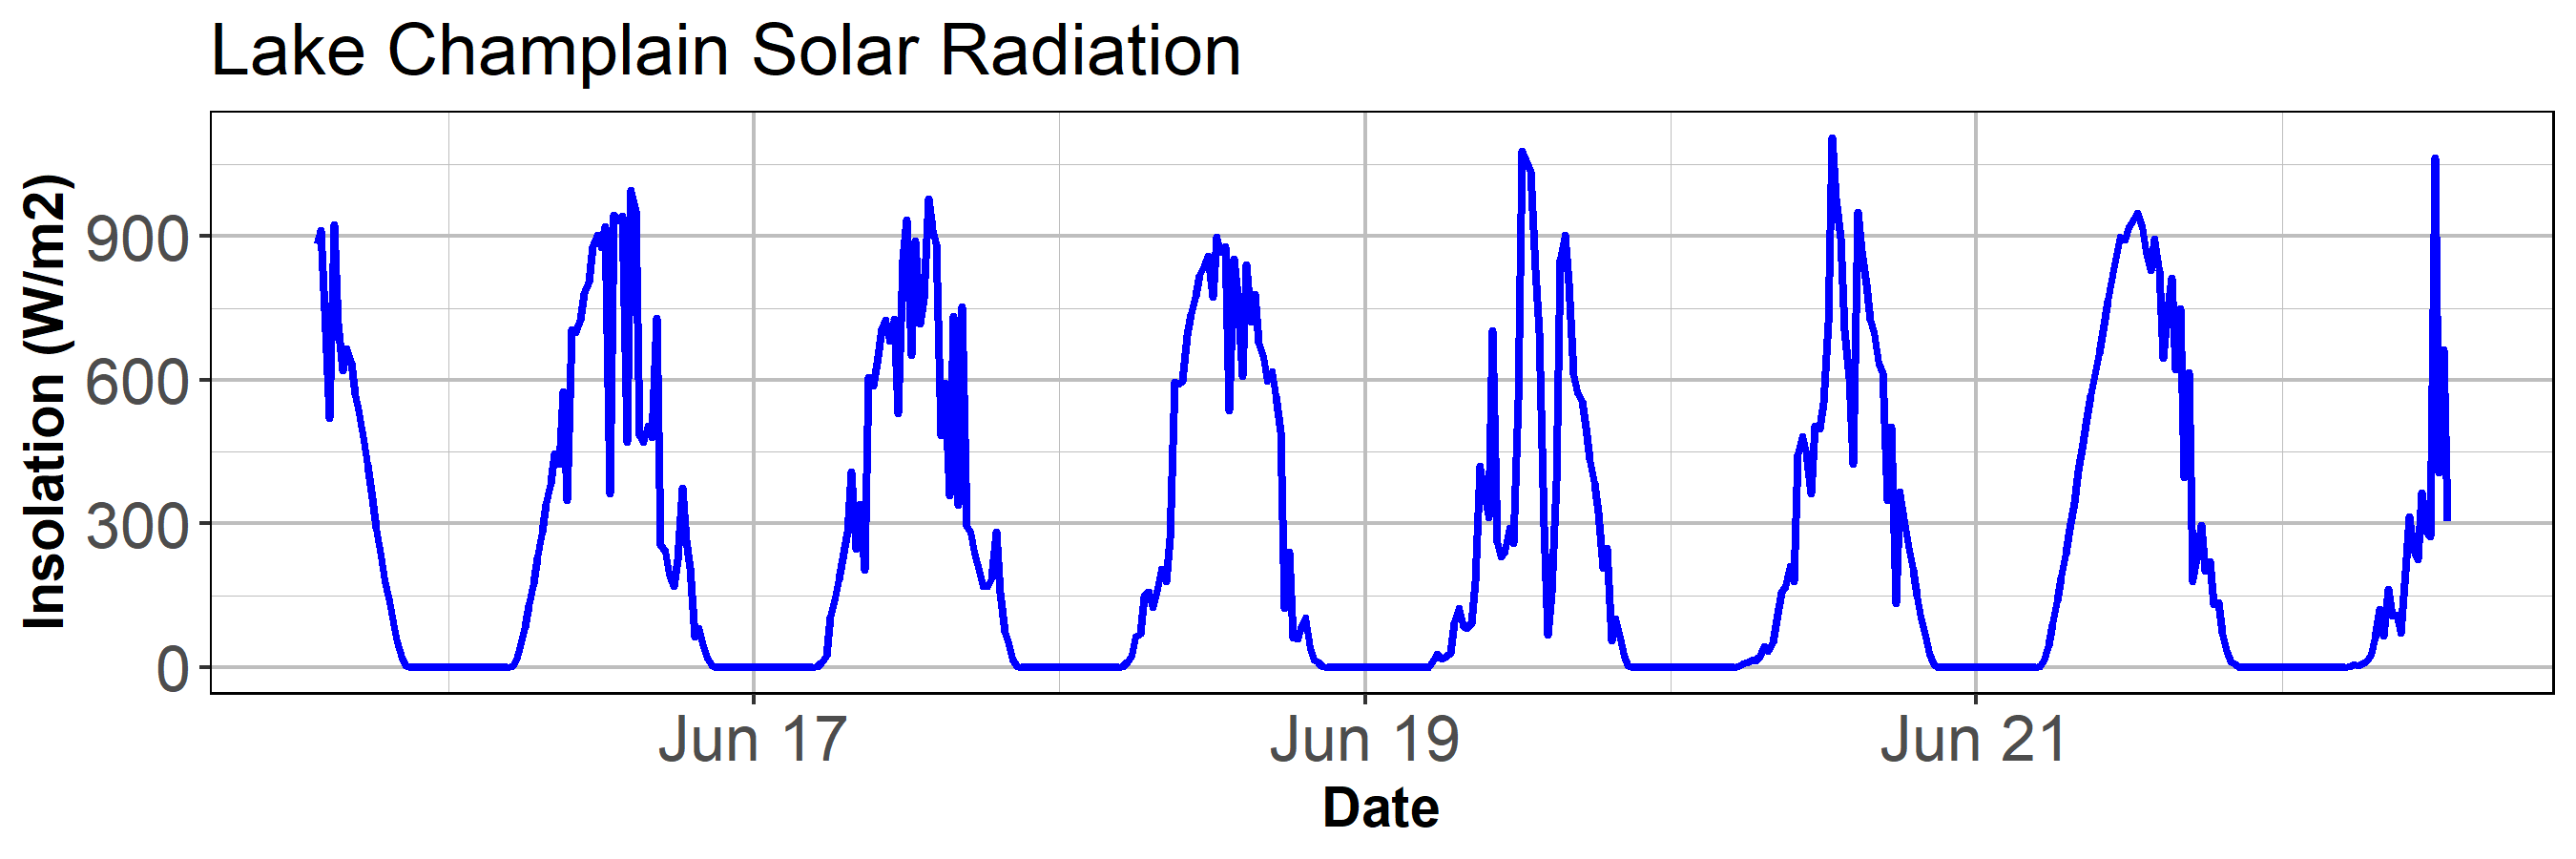 Lake Champlain Solar Radiation
Insolation (W/m2)
900
600
300
0
Jun 17
Jun 19
Jun 21
Date